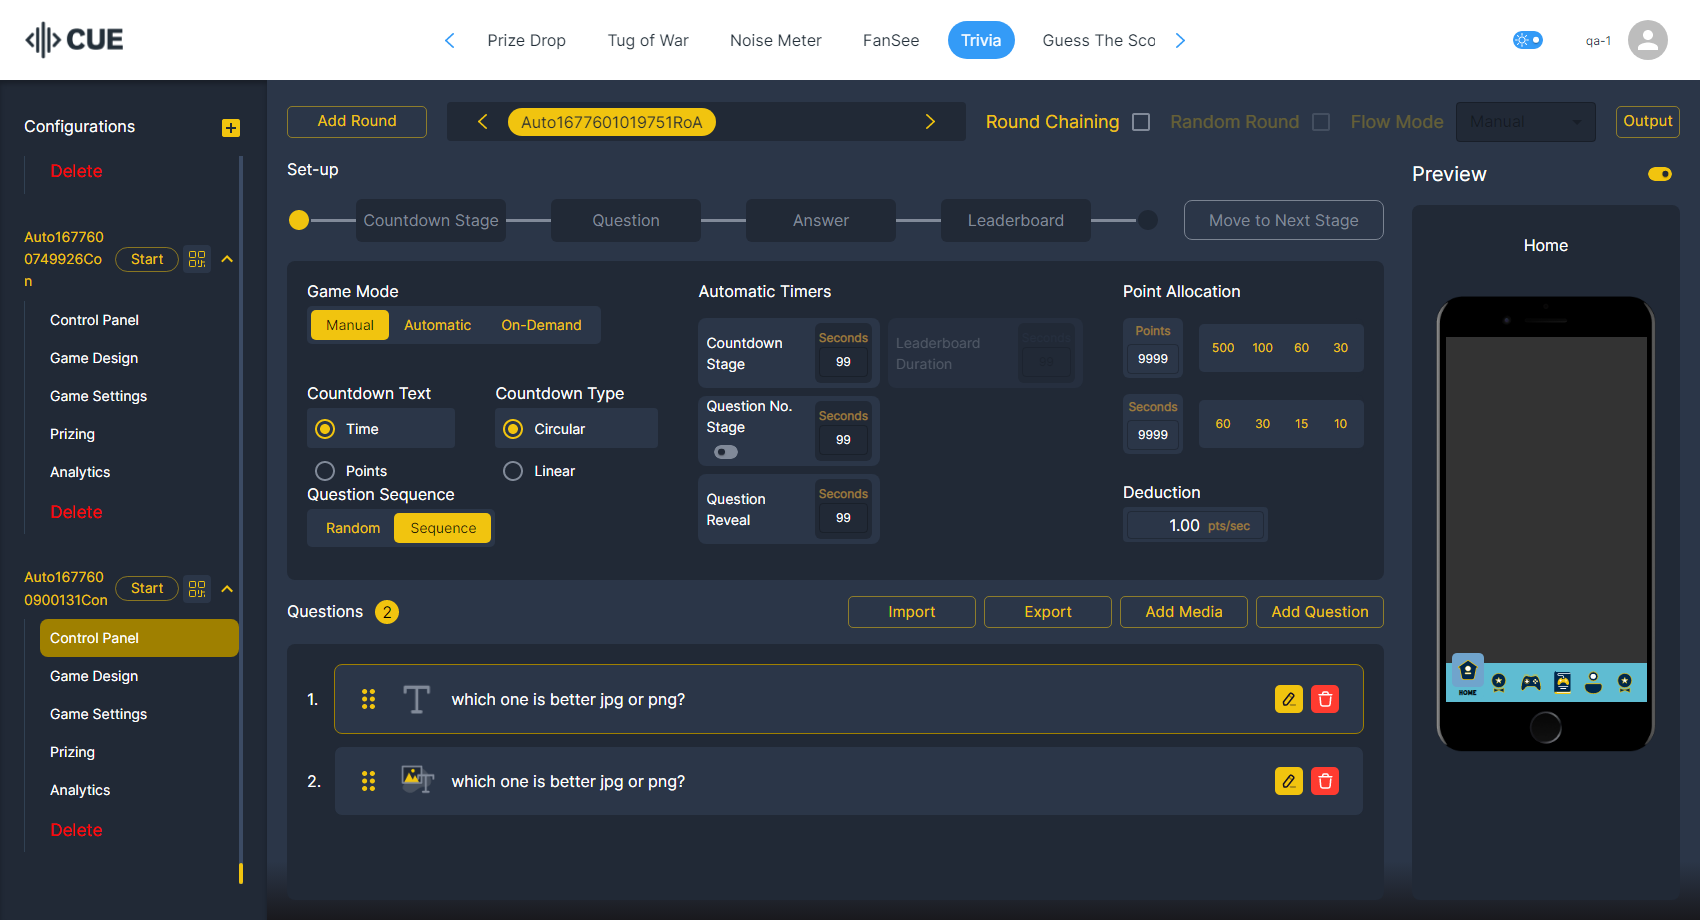 CUE
Prize Drop
Tug of War
Noise Meter
FanSee
Trivia
Guess The Sco
qa-1
Configurations
Delete
Auto167760
0749926Co
n
Start
Control Panel
Game Design
Game Settings
Prizing
Analytics
Delete
Auto167760
0900131Con
Start
Control Panel
Game Design
Game Settings
Prizing
Analytics
Delete
Add Round
Auto1677601019751RoA
Round Chaining
Random Round
Flow Mode
Manual
Output
Set-up
Countdown Stage
Question
Answer
Leaderboard
Move to Next Stage
Game Mode
Manual
Automatic
On-Demand
Countdown Text
Time
Points
Countdown Type
Circular
Linear
Question Sequence
Random
Sequence
Automatic Timers
Countdown
Stage
Seconds
99
Leaderboard
Duration
Seconds
Question No.
Stage
Seconds
99
Question
Reveal
Seconds
99
Point Allocation
Points
9999
500 100 60 30
Seconds
9999
60 30 15 10
Deduction
1.00 pts/sec
Questions 2
Import
Export
Add Media
Add Question
1. which one is better jpg or png?
2. which one is better jpg or png?
Preview
Home
HOME